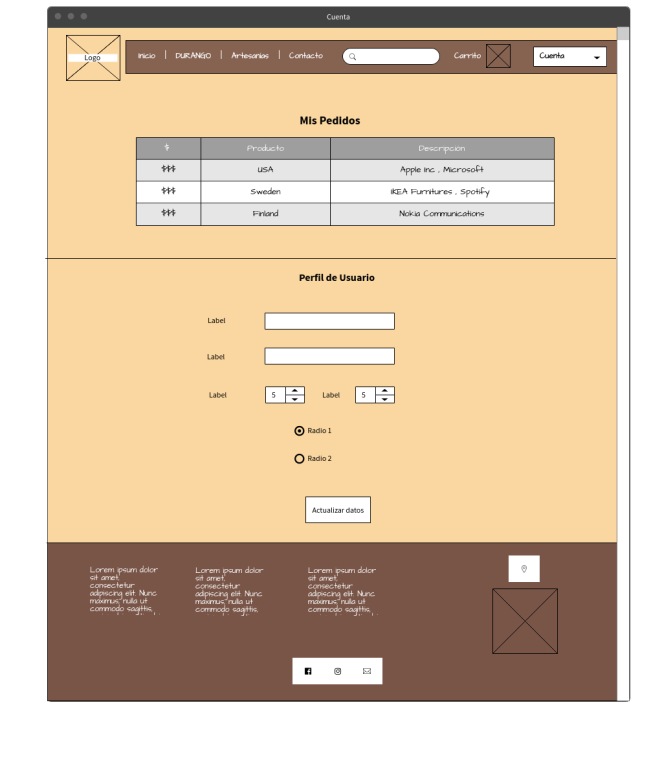 Cuenta
Logo
Inicio | DURANGO | Artesanias | Contacto
Carrito
Cuenta
Mis Pedidos
$ Producto Descripcion
$$$ USA Apple Inc , Microsoft
$$$ Sweden IKEA Furnitures , Spotify
$$$ Finland Nokia Communications
Perfil de Usuario
Label
Label
Label 5 Label 5
Radio 1
Radio 2
Actualizar datos
Lorem ipsum dolor
sit amet,
consectetur
adipiscing elit. Nunc
maximus, nulla ut
commodo sagittis,
Lorem ipsum dolor
sit amet,
consectetur
adipiscing elit. Nunc
maximus, nulla ut
commodo sagittis,
Lorem ipsum dolor
sit amet,
consectetur
adipiscing elit. Nunc
maximus, nulla ut
commodo sagittis,